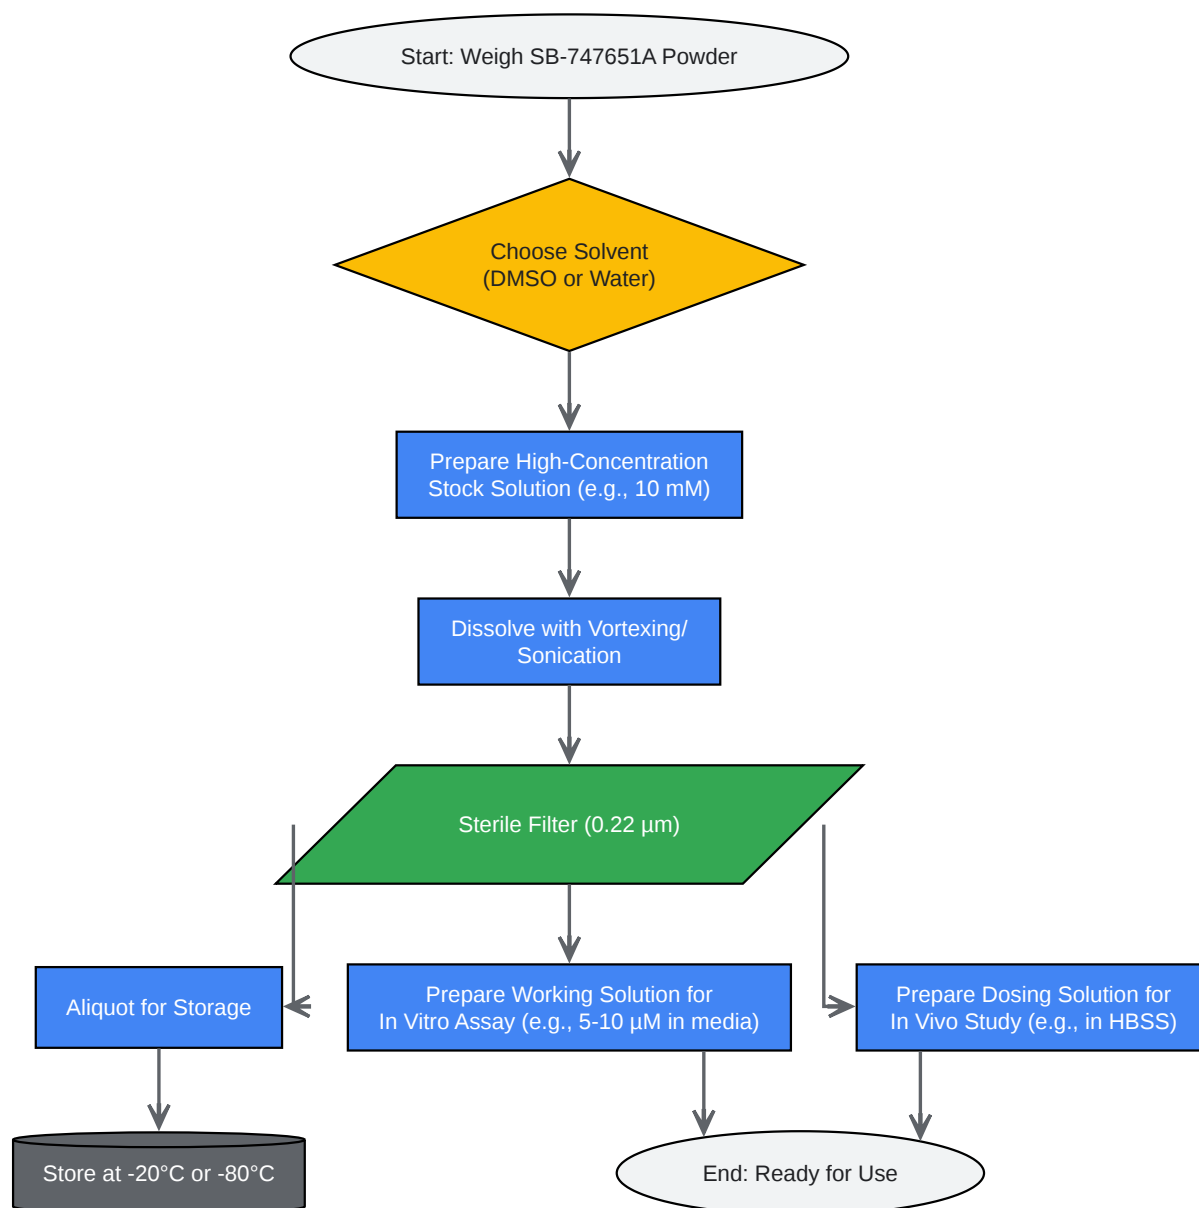 Start: Weigh SB-747651A Powder
Choose Solvent
(DMSO or Water)
Prepare High-Concentration
Stock Solution (e.g., 10 mM)
Dissolve with Vortexing/
Sonication
Sterile Filter (0.22 µm)
Aliquot for Storage
Prepare Working Solution for
In Vitro Assay (e.g., 5-10 µM in media)
Prepare Dosing Solution for
In Vivo Study (e.g., in HBSS)
Store at -20°C or -80°C
End: Ready for Use